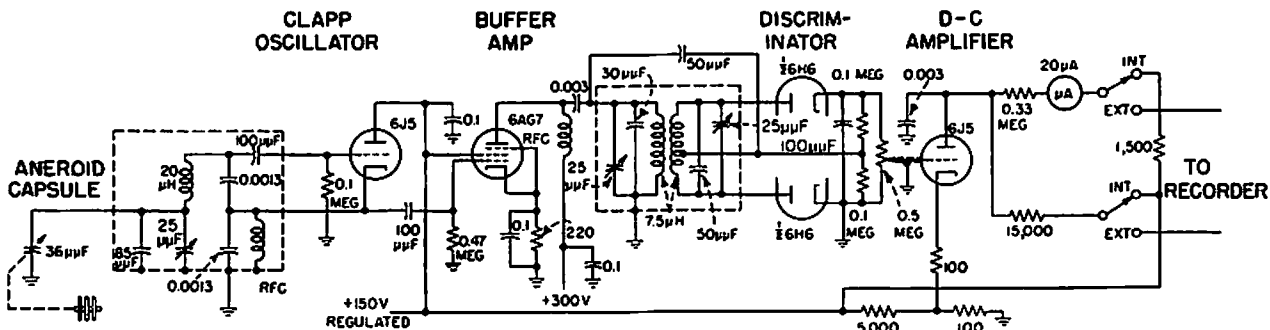 CLAPP
OSCILLATOR
BUFFER
AMP
DISCRIM-
INATOR
D-C
AMPLIFIER
ANEROID
CAPSULE
36µµF
85µµF
20
µH
25
µµF
100µµF
0.0013
0.0013
RFC
0.1
MEG
6J5
0.1
100
µµF
0.47
MEG
+150V
REGULATED
6AG7
RFC
0.1
220
0.003
+300V
0.1
30µµF
50µµF
25
µµF
7.5µH
25µµF
50µµF
½6H6
½6H6
0.1 MEG
100µµF
0.1
MEG
0.5
MEG
0.003
6J5
100
5,000
100
0.33
MEG
20µA
µA
INT
EXT
1,500
INT
EXT
15,000
TO
RECORDER